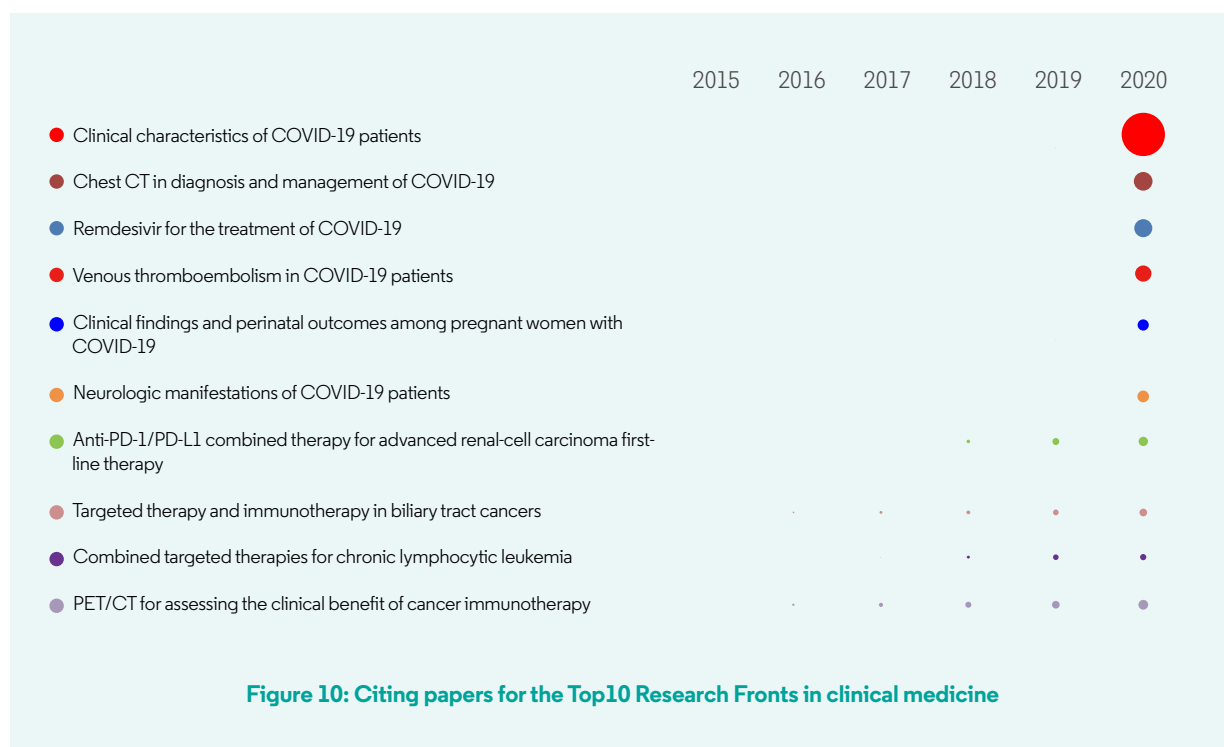 2015 2016 2017 2018 2019 2020
Clinical characteristics of COVID-19 patients
Chest CT in diagnosis and management of COVID-19
Remdesivir for the treatment of COVID-19
Venous thromboembolism in COVID-19 patients
Clinical findings and perinatal outcomes among pregnant women with
COVID-19
Neurologic manifestations of COVID-19 patients
Anti-PD-1/PD-L1 combined therapy for advanced renal-cell carcinoma first-
line therapy
Targeted therapy and immunotherapy in biliary tract cancers
Combined targeted therapies for chronic lymphocytic leukemia
PET/CT for assessing the clinical benefit of cancer immunotherapy
Figure 10: Citing papers for the Top10 Research Fronts in clinical medicine